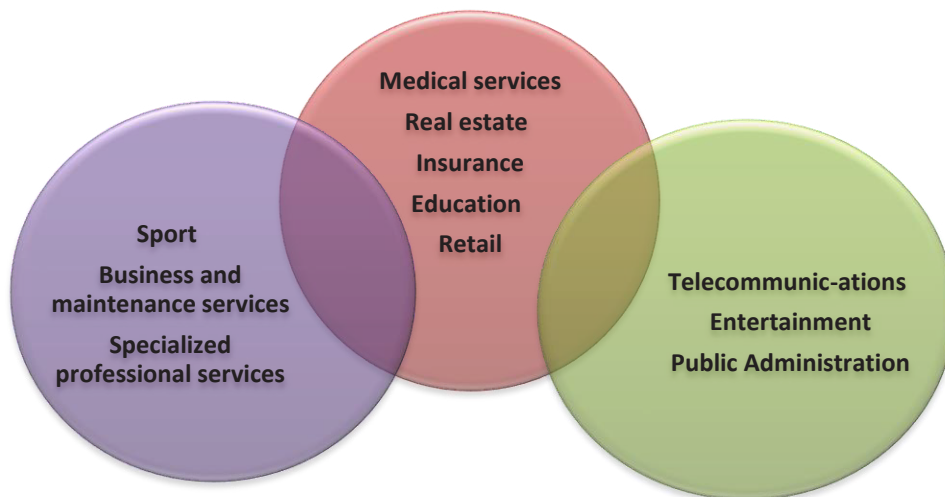 Medical services
Real estate
Insurance
Education
Retail
Sport
Business and
maintenance services
Specialized
professional services
Telecommunic-ations
Entertainment
Public Administration